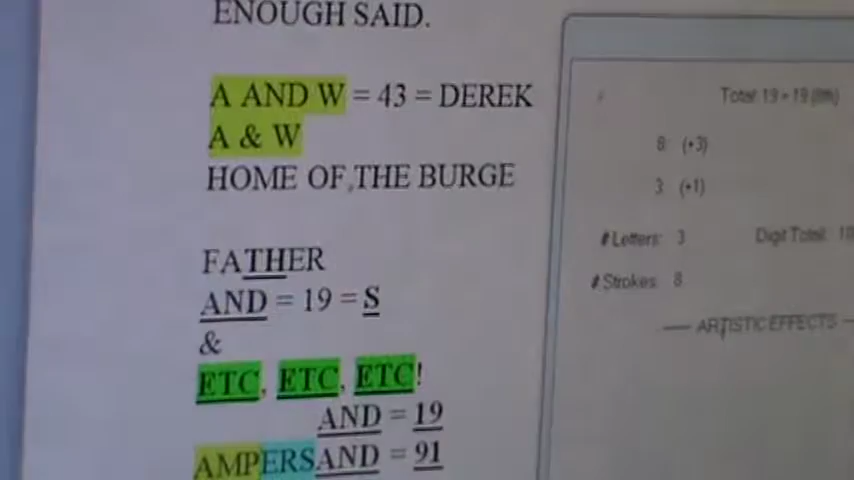 ENOUGH SAID.
A AND W = 43 = DEREK
A & W
HOME OF THE BURGE
FATHER
AND = 19 = S
&
ETC, ETC, ETC!
AND = 19
AMPERSAND = 91
Total: 19 = 19
8 (+3)
3 (+1)
# Letters: 3 Digit Total: 19
# Strokes: 8
— ARTISTIC EFFECTS —